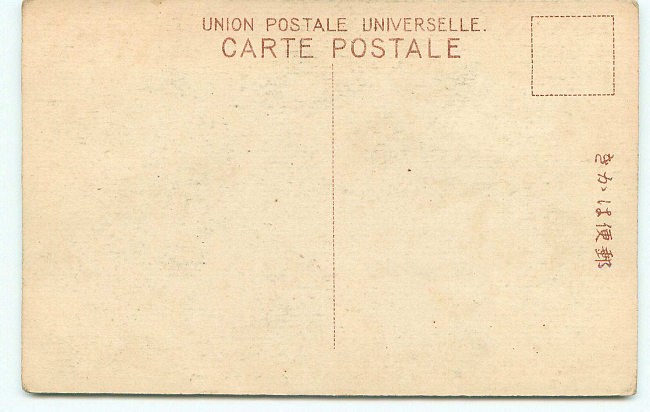 UNION POSTALE UNIVERSELLE.
CARTE POSTALE
郵便はかき